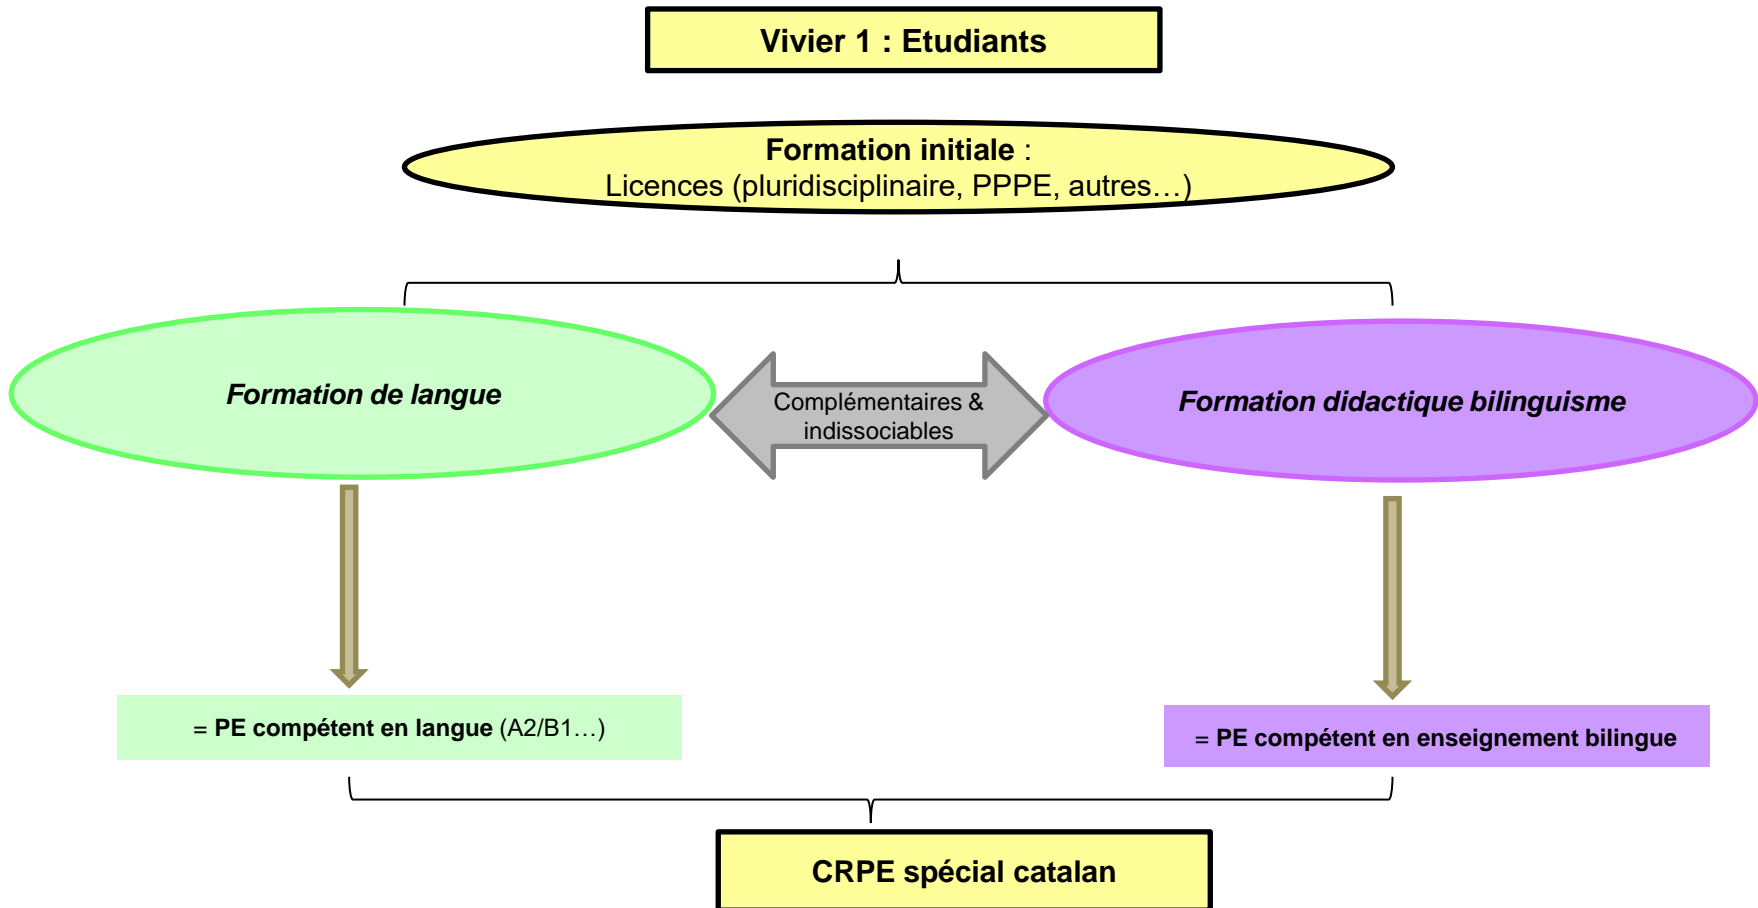 Vivier 1 : Etudiants
Formation initiale :
Licences (pluridisciplinaire, PPPE, autres…)
Formation de langue
Complémentaires &
indissociables
Formation didactique bilinguisme
= PE compétent en langue (A2/B1…)
= PE compétent en enseignement bilingue
CRPE spécial catalan